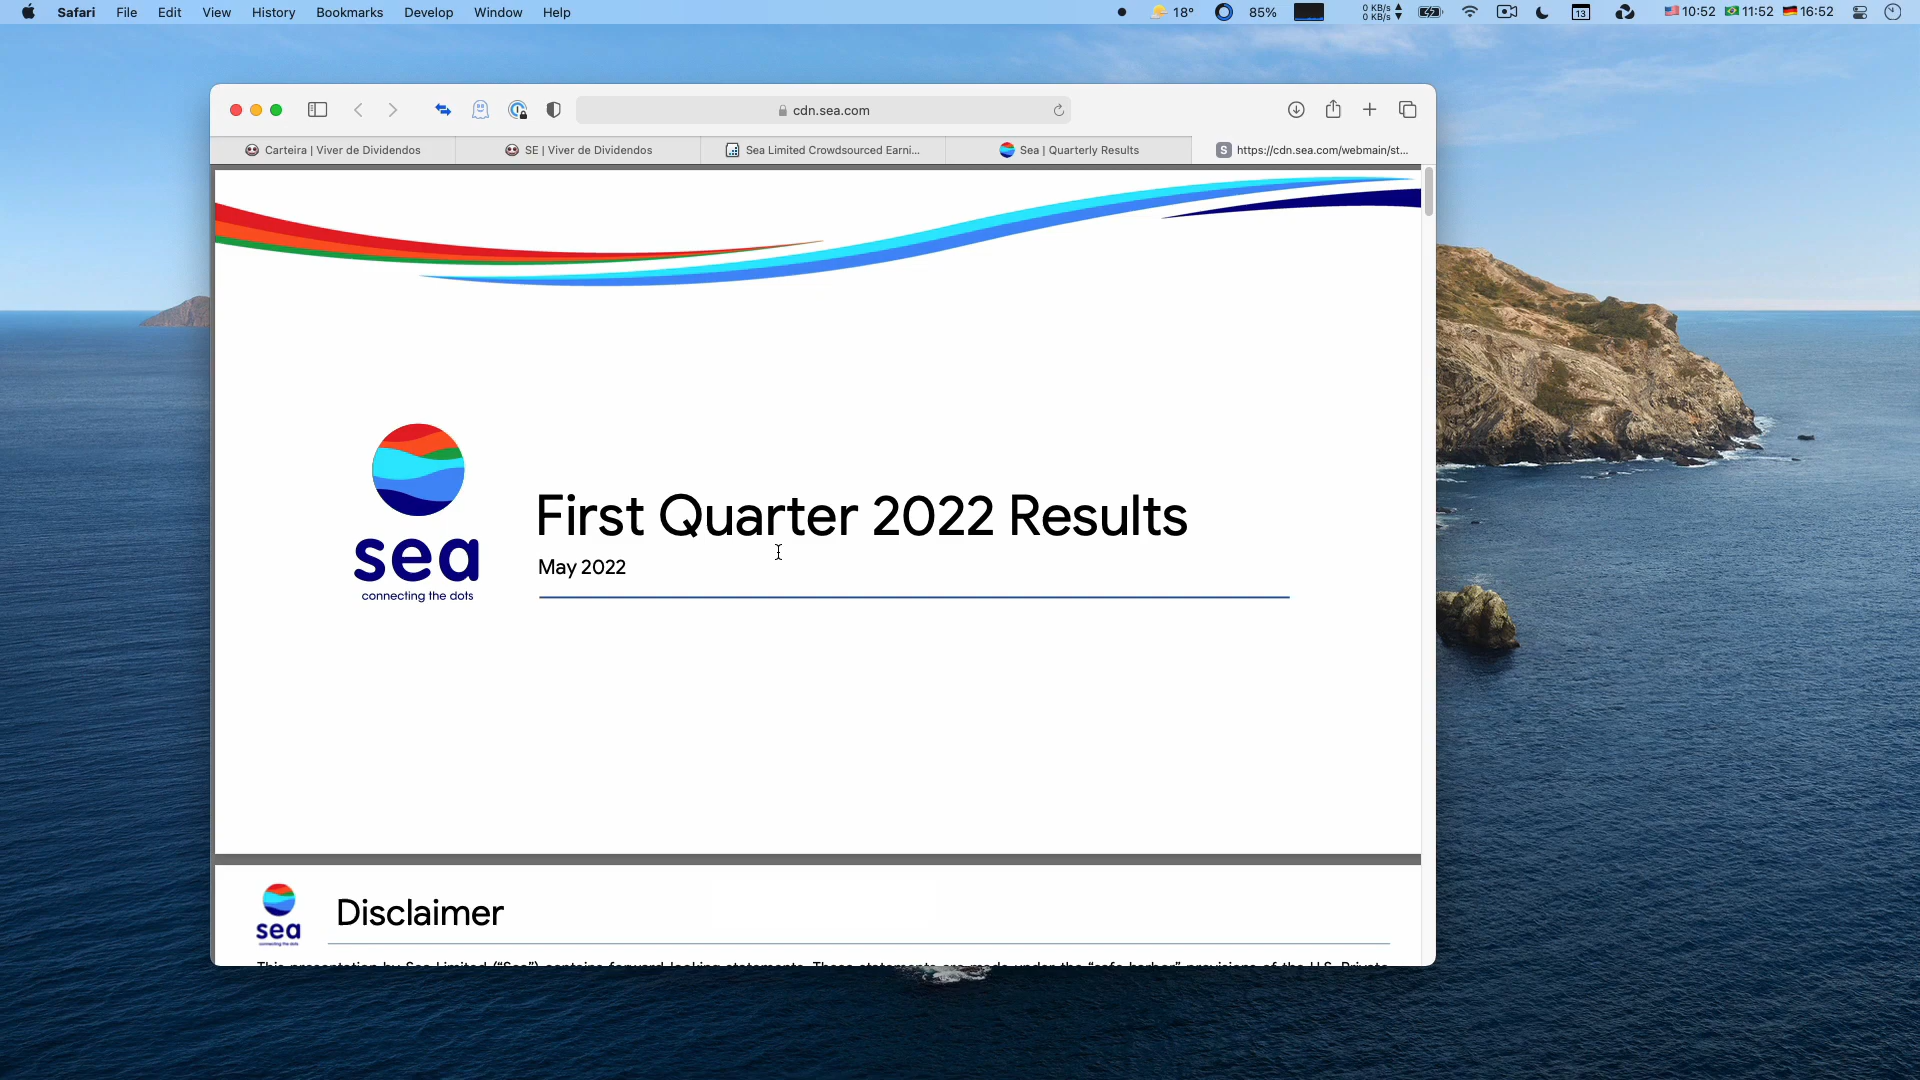 Safari File Edit View History Bookmarks Develop Window Help 18° 85% 0 KB/s 0 KB/s 13 10:52 11:52 16:52
cdn.sea.com
Carteira | Viver de Dividendos SE | Viver de Dividendos Sea Limited Crowdsourced Earni... Sea | Quarterly Results S https://cdn.sea.com/webmain/st...
sea
connecting the dots
First Quarter 2022 Results
May 2022
sea
connecting the dots
Disclaimer
This presentation by Sea Limited (“Sea”) contains forward-looking statements. These statements are made under the “safe harbor” provisions of the U.S. Private